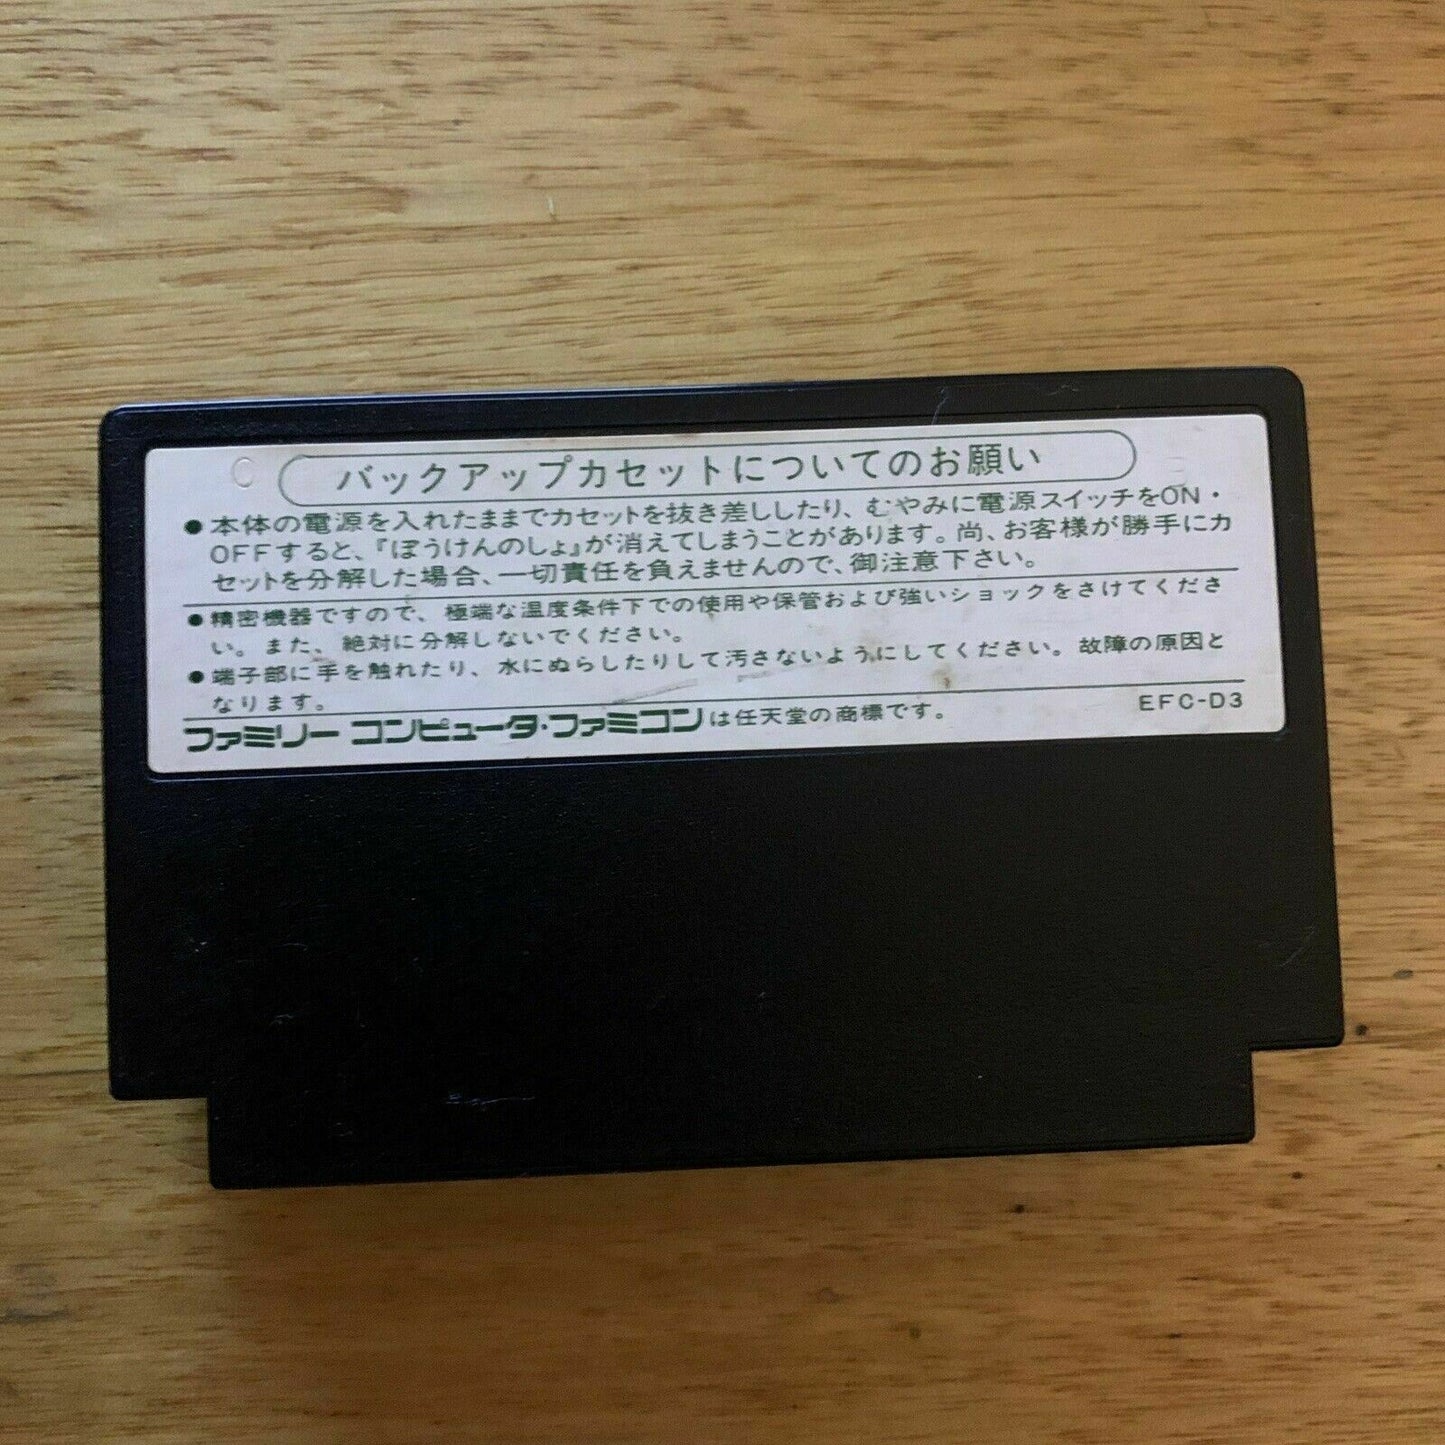 バックアップカセットについてのお願い
●本体の電源を入れたままでカセットを抜き差ししたり、むやみに電源スイッチをON・
OFFすると、『ぼうけんのしょ』が消えてしまうことがあります。尚、お客様が勝手にカ
セットを分解した場合、一切責任を負えませんので、御注意下さい。
●精密機器ですので、極端な温度条件下での使用や保管および強いショックをさけてくださ
い。また、絶対に分解しないでください。
●端子部に手を触れたり、水にぬらしたりして汚さないようにしてください。故障の原因と
なります。
ファミリーコンピュータ・ファミコンは任天堂の商標です。 EFC-D3